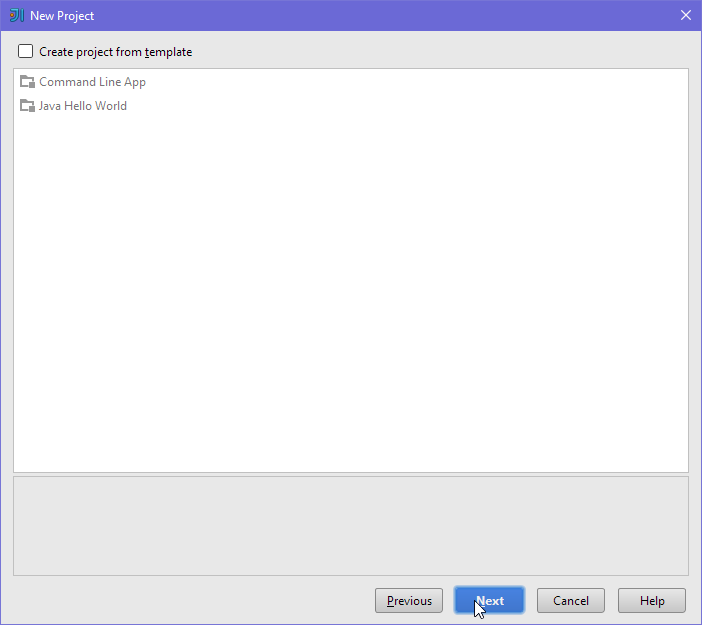 New Project
Create project from template
Command Line App
Java Hello World
Previous Next Cancel Help